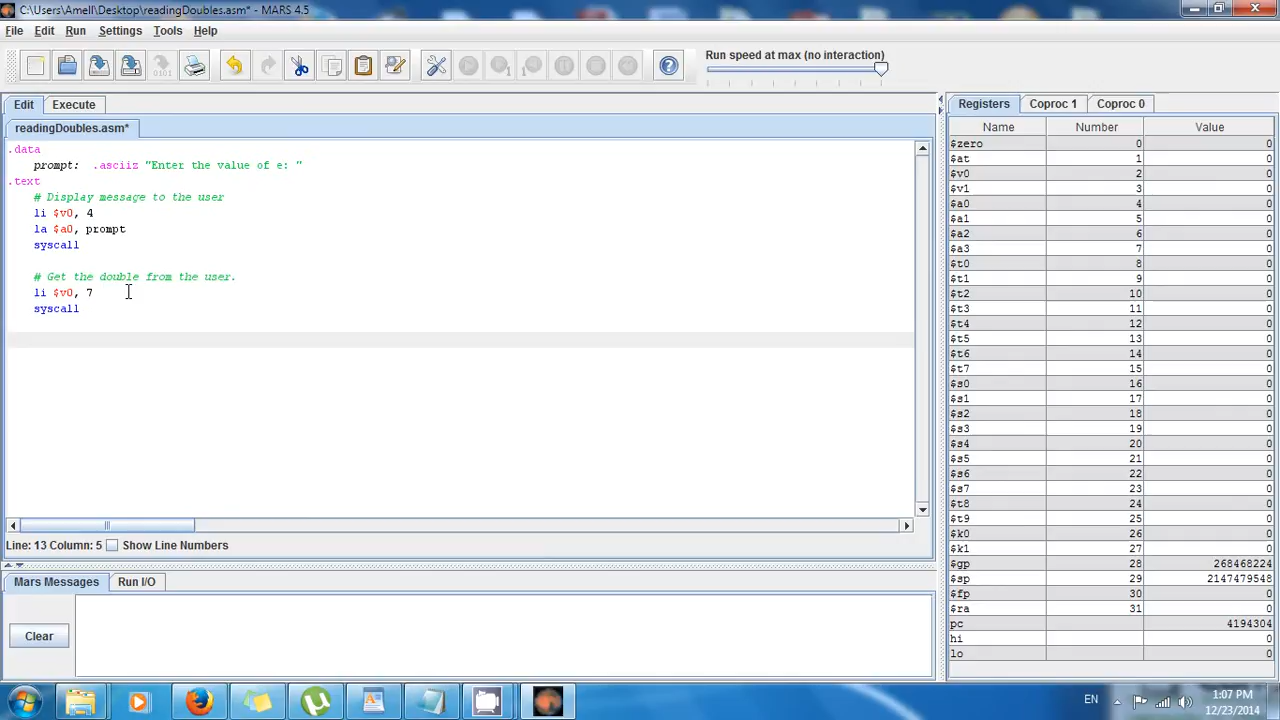 C:\Users\Amell\Desktop\readingDoubles.asm* - MARS 4.5
File Edit Run Settings Tools Help
Run speed at max (no interaction)
Edit Execute
readingDoubles.asm*
.data
prompt: .asciiz "Enter the value of e: "
.text
# Display message to the user
li $v0, 4
la $a0, prompt
syscall
# Get the double from the user.
li $v0, 7
syscall
Line: 13 Column: 5 Show Line Numbers
Mars Messages Run I/O
Clear
Registers Coproc 1 Coproc 0
Name Number Value
$zero 0 0
$at 1 0
$v0 2 0
$v1 3 0
$a0 4 0
$a1 5 0
$a2 6 0
$a3 7 0
$t0 8 0
$t1 9 0
$t2 10 0
$t3 11 0
$t4 12 0
$t5 13 0
$t6 14 0
$t7 15 0
$s0 16 0
$s1 17 0
$s2 18 0
$s3 19 0
$s4 20 0
$s5 21 0
$s6 22 0
$s7 23 0
$t8 24 0
$t9 25 0
$k0 26 0
$k1 27 0
$gp 28 268468224
$sp 29 2147479548
$fp 30 0
$ra 31 0
pc 4194304
hi 0
lo 0
EN
1:07 PM
12/23/2014